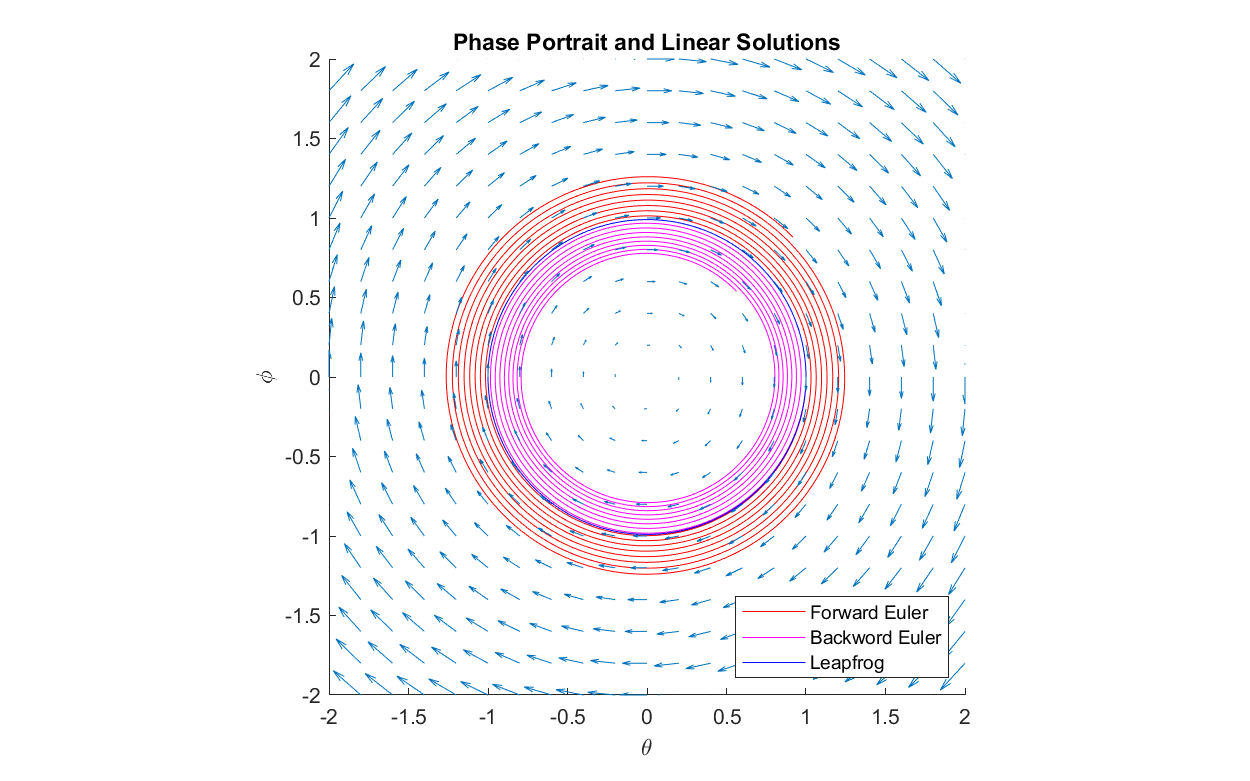 Phase Portrait and Linear Solutions
2
1.5
1
0.5
0
-0.5
-1
-1.5
-2
ϕ
-2 -1.5 -1 -0.5 0 0.5 1 1.5 2
θ
Forward Euler
Backword Euler
Leapfrog